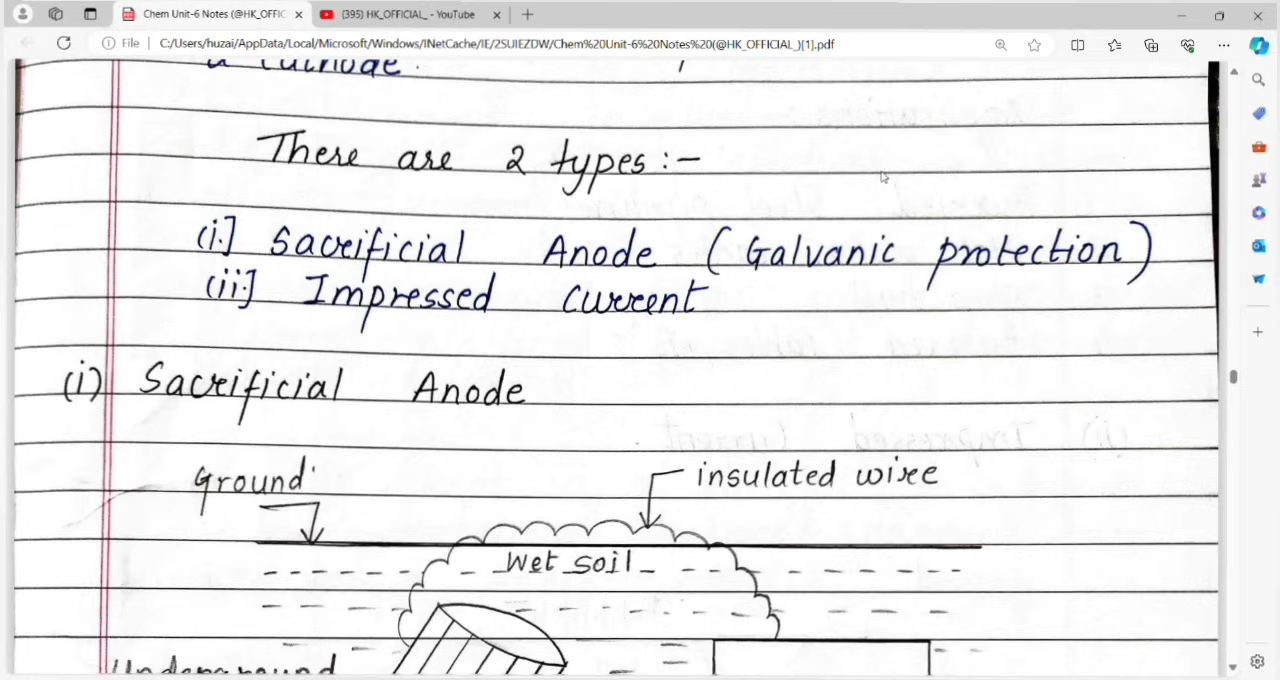 Chem Unit-6 Notes (@HK_OFFIC
(395) HK_OFFICIAL_ - YouTube
File
C:/Users/huzai/AppData/Local/Microsoft/Windows/INetCache/IE/2SUIEZDW/Chem%20Unit-6%20Notes%20(@HK_OFFICIAL_)[1].pdf
a cathode.
There are 2 types :-
(i.] Sacrificial Anode ( Galvanic protection )
(ii.] Impressed current
(i) Sacrificial Anode
Ground
insulated wire
Wet soil
Underground